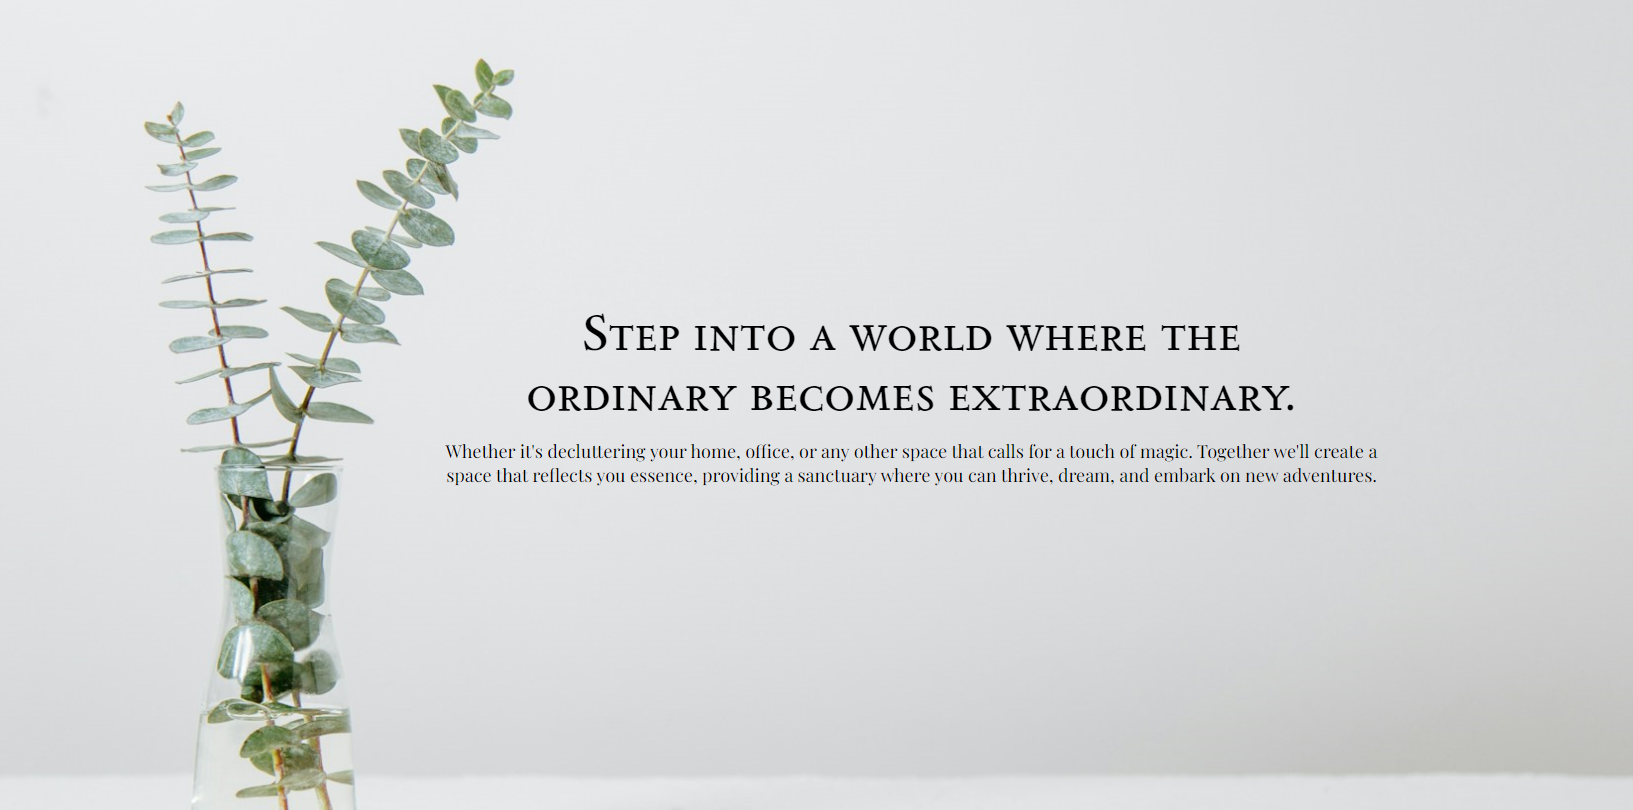 Step into a world where the
ordinary becomes extraordinary.
Whether it's decluttering your home, office, or any other space that calls for a touch of magic. Together we'll create a
space that reflects you essence, providing a sanctuary where you can thrive, dream, and embark on new adventures.